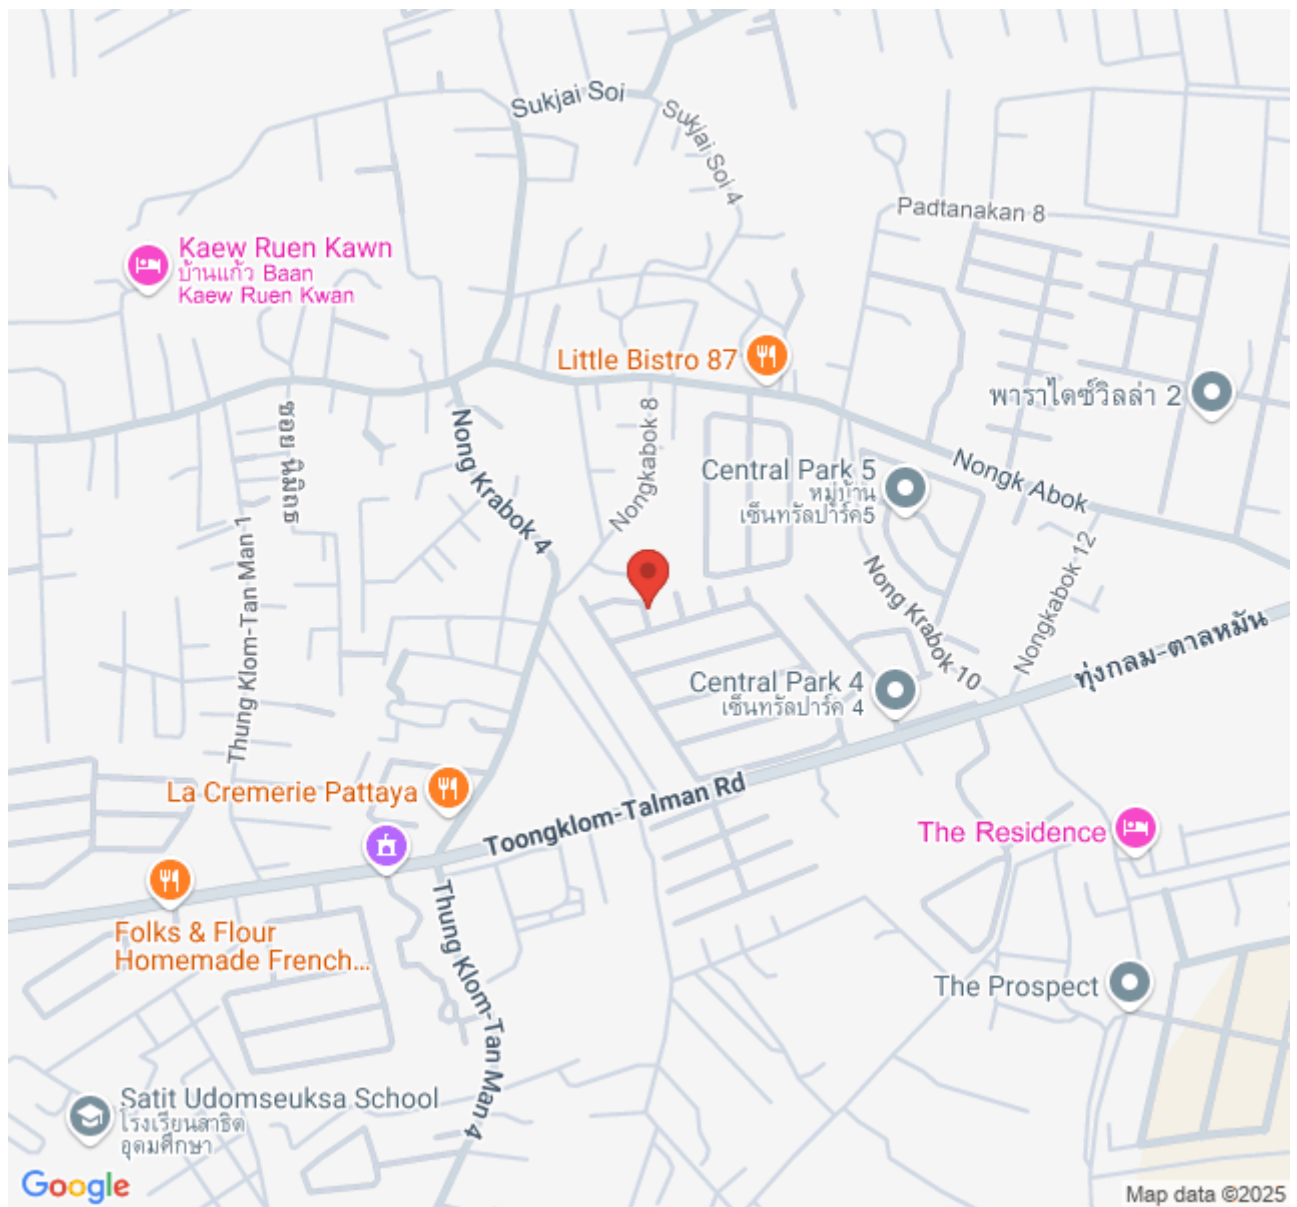 Sukjai Soi
Sukjai Soi 4
Padtanakan 8
Kaew Ruen Kawn
บ้านแก้ว Baan
Kaew Ruen Kwan
Little Bistro 87
พาราไดซ์วิลล่า 2
Nong Krabok 4
Nongkabok 8
ซอย นิมิตร
Central Park 5
หมู่บ้าน
เซ็นทรัลปาร์ค5
Nongk Abok
Thung Klom-Tan Man 1
Nong Krabok 10
Nongkabok 12
ทุ่งกลม-ตาลหมัน
Central Park 4
เซ็นทรัลปาร์ค 4
La Cremerie Pattaya
Toongklom-Talman Rd
The Residence
Folks & Flour
Homemade French...
Thung Klom-Tan Man 4
The Prospect
Satit Udomseuksa School
โรงเรียนสาธิต
อุดมศึกษา
Google
Map data ©2025